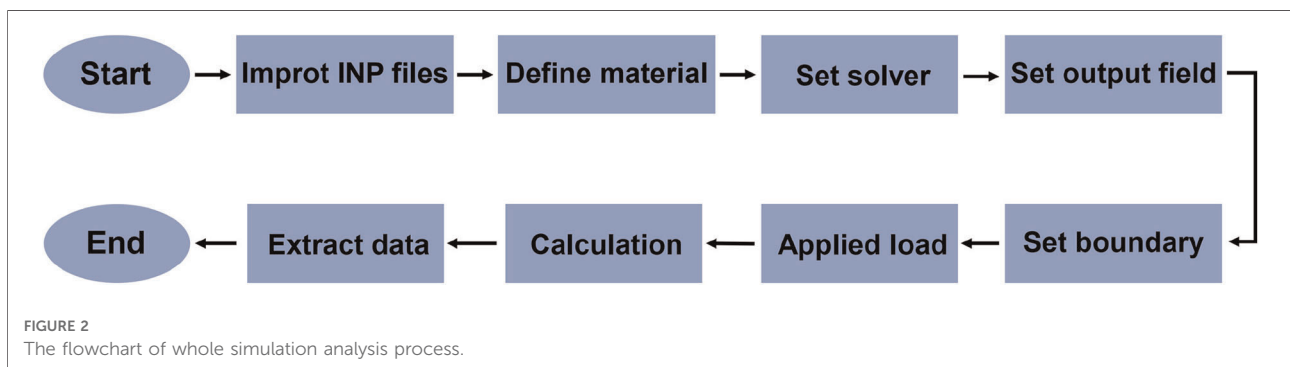 Start
Improt INP files
Define material
Set solver
Set output field
Set boundary
Applied load
Calculation
Extract data
End
FIGURE 2
The flowchart of whole simulation analysis process.